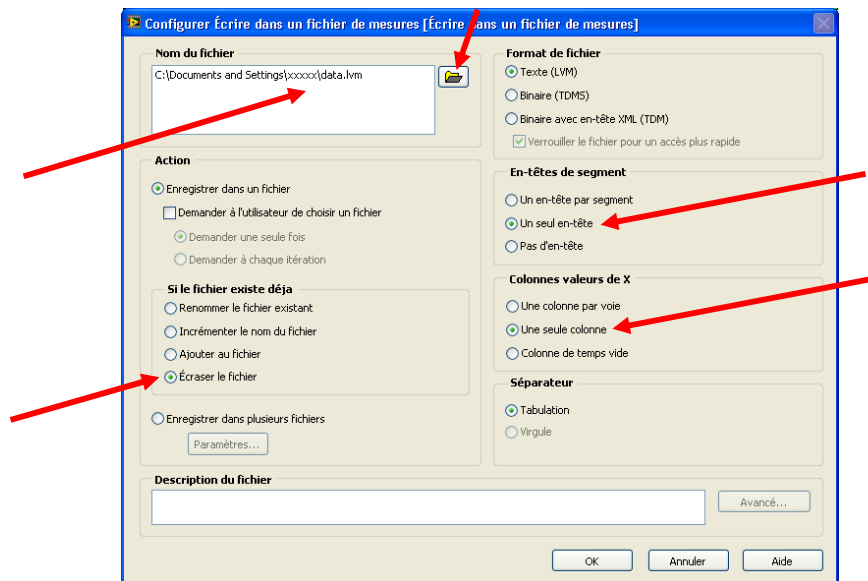 Configurer Écrire dans un fichier de mesures [Écrire dans un fichier de mesures]
Nom du fichier
C:\Documents and Settings\xxxxx\data.lvm
Action
Enregistrer dans un fichier
Demander à l'utilisateur de choisir un fichier
Demander une seule fois
Demander à chaque itération
Si le fichier existe déja
Renommer le fichier existant
Incrémenter le nom du fichier
Ajouter au fichier
Écraser le fichier
Enregistrer dans plusieurs fichiers
Paramètres...
Format de fichier
Texte (LVM)
Binaire (TDMS)
Binaire avec en-tête XML (TDM)
Verrouiller le fichier pour un accès plus rapide
En-têtes de segment
Un en-tête par segment
Un seul en-tête
Pas d'en-tête
Colonnes valeurs de X
Une colonne par voie
Une seule colonne
Colonne de temps vide
Séparateur
Tabulation
Virgule
Description du fichier
Avancé...
OK
Annuler
Aide